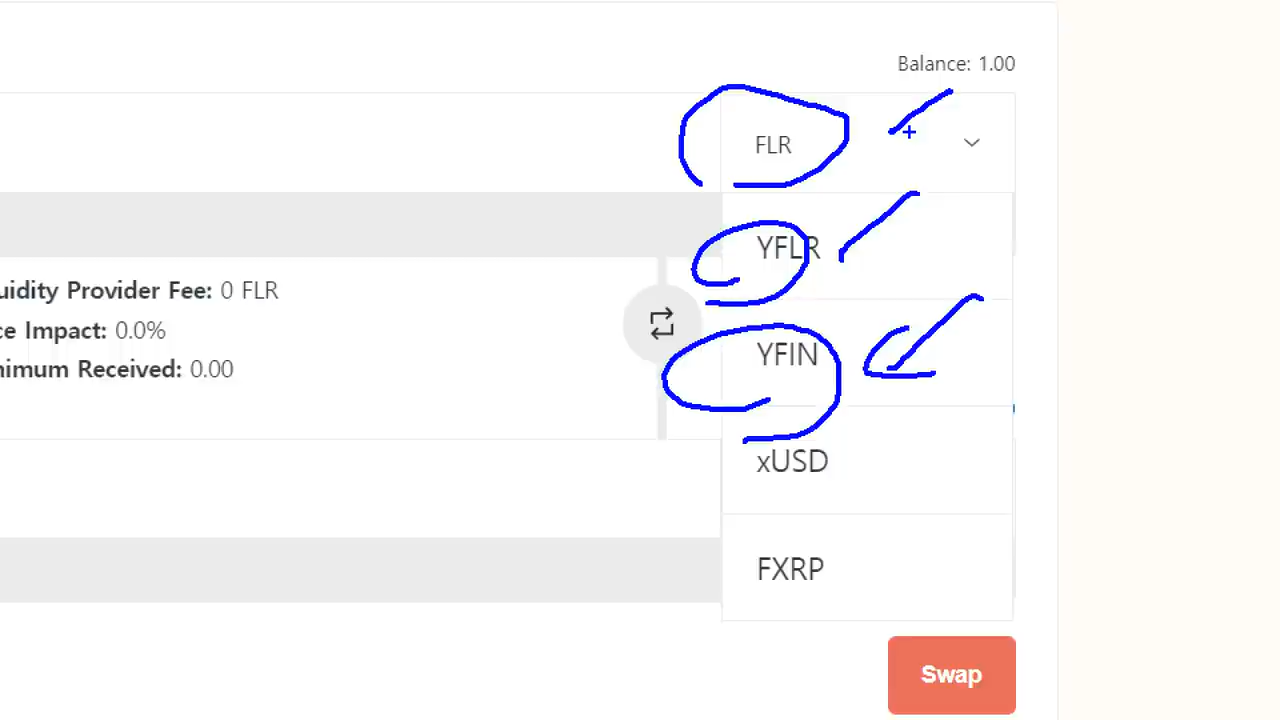 Balance: 1.00
FLR
YFLR
uidity Provider Fee: 0 FLR
ce Impact: 0.0%
YFIN
nimum Received: 0.00
xUSD
FXRP
Swap